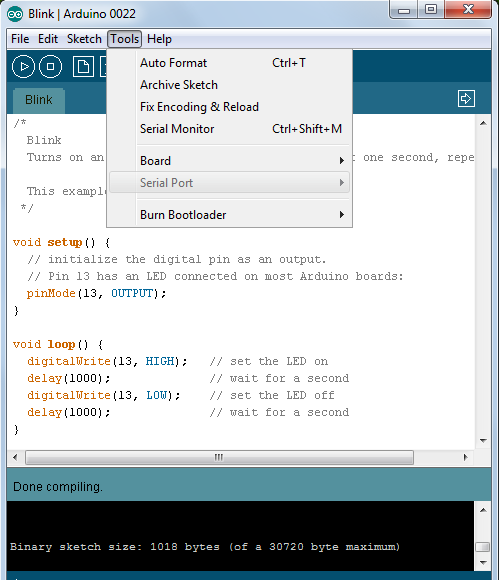 Blink | Arduino 0022
File Edit Sketch Tools Help
Auto Format Ctrl+T
Archive Sketch
Fix Encoding & Reload
Serial Monitor Ctrl+Shift+M
Board
Serial Port
Burn Bootloader
Blink
/*
Blink
Turns on an r one second, repe
This example
*/
void setup() {
// initialize the digital pin as an output.
// Pin 13 has an LED connected on most Arduino boards:
pinMode(13, OUTPUT);
}
void loop() {
digitalWrite(13, HIGH); // set the LED on
delay(1000); // wait for a second
digitalWrite(13, LOW); // set the LED off
delay(1000); // wait for a second
}
Done compiling.
Binary sketch size: 1018 bytes (of a 30720 byte maximum)